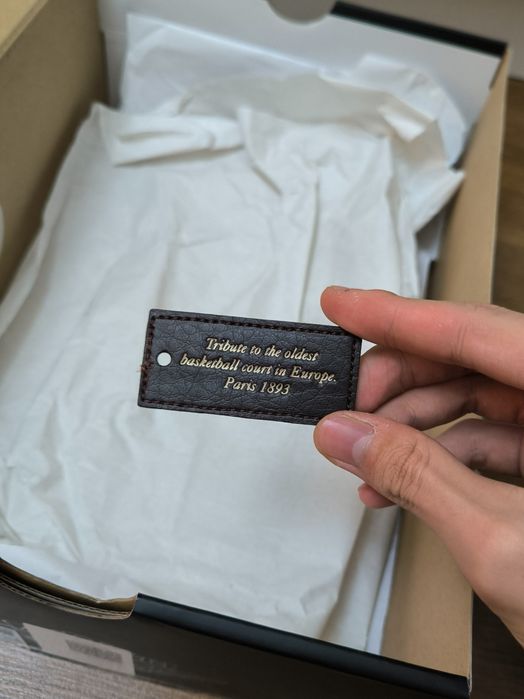 Tribute to the oldest
basketball court in Europe.
Paris 1893